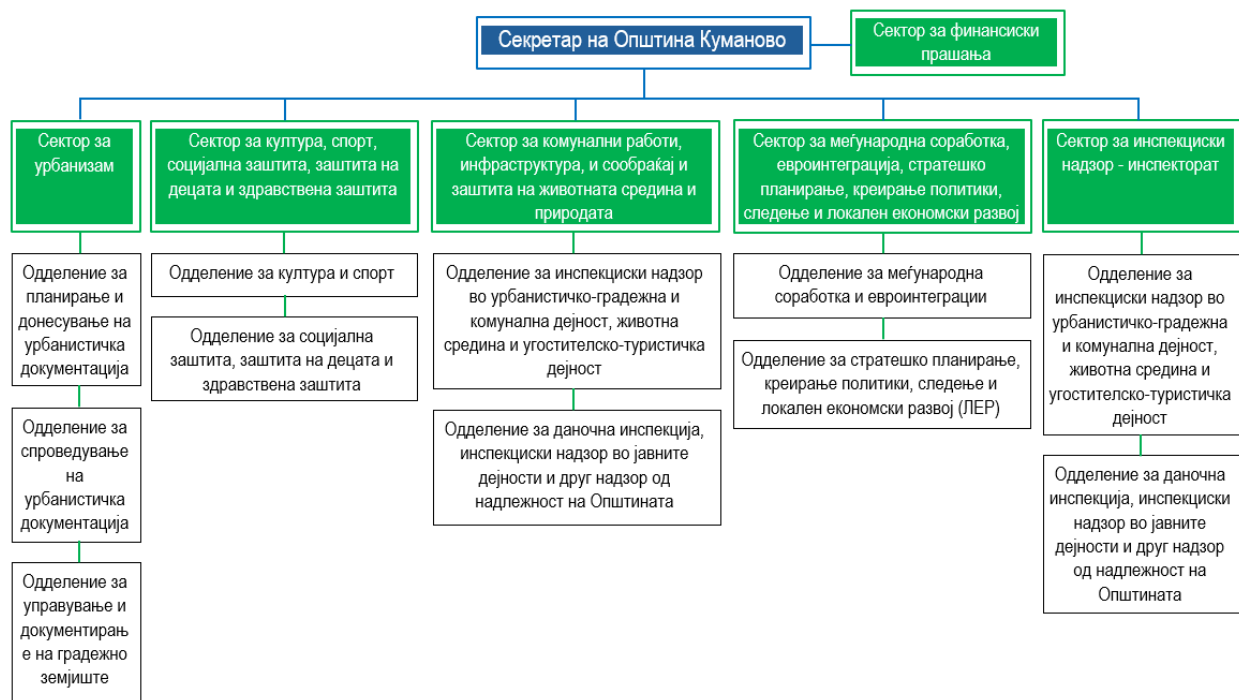 Секретар на Општина Куманово
Сектор за финансиски
прашања
Сектор за
урбанизам
Сектор за култура, спорт,
социјална заштита, заштита на
децата и здравствена заштита
Сектор за комунални работи,
инфраструктура, и сообраќај и
заштита на животната средина и
природата
Сектор за меѓународна соработка,
евроинтеграција, стратешко
планирање, креирање политики,
следење и локален економски развој
Сектор за инспекциски
надзор - инспекторат
Одделение за
планирање и
донесување на
урбанистичка
документација
Одделение за
спроведување
на
урбанистичка
документација
Одделение за
управување и
документирањ
е на градежно
земјиште
Одделение за култура и спорт
Одделение за социјална
заштита, заштита на децата и
здравствена заштита
Одделение за инспекциски надзор
во урбанистичко-градежна и
комунална дејност, животна
средина и угостителско-туристичка
дејност
Одделение за даночна инспекција,
инспекциски надзор во јавните
дејности и друг надзор од
надлежност на Општината
Одделение за меѓународна
соработка и евроинтеграции
Одделение за стратешко планирање,
креирање политики, следење и
локален економски развој (ЛЕР)
Одделение за
инспекциски надзор во
урбанистичко-градежна
и комунална дејност,
животна средина и
угостителско-туристичка
дејност
Одделение за даночна
инспекција, инспекциски
надзор во јавните
дејности и друг надзор
од надлежност на
Општината